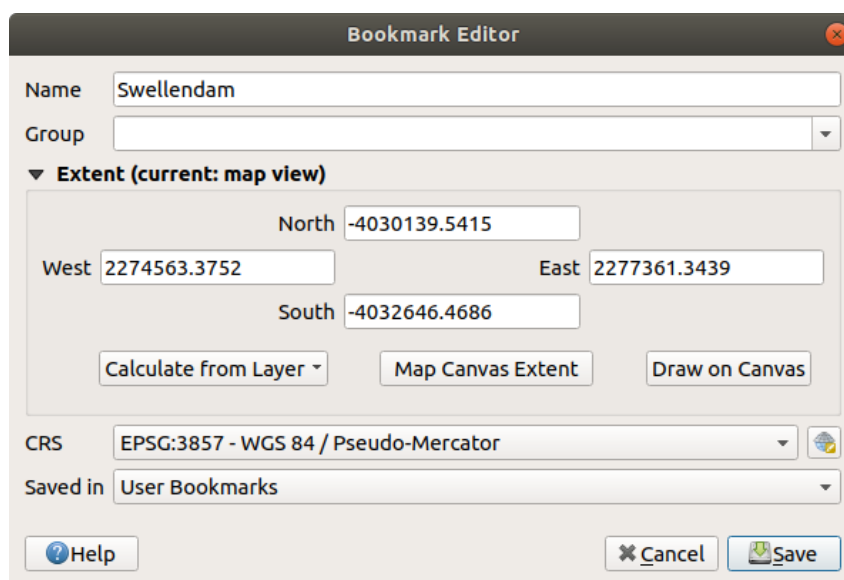 Bookmark Editor
Name Swellendam
Group
Extent (current: map view)
North -4030139.5415
West 2274563.3752 East 2277361.3439
South -4032646.4686
Calculate from Layer Map Canvas Extent Draw on Canvas
CRS EPSG:3857 - WGS 84 / Pseudo-Mercator
Saved in User Bookmarks
Help Cancel Save